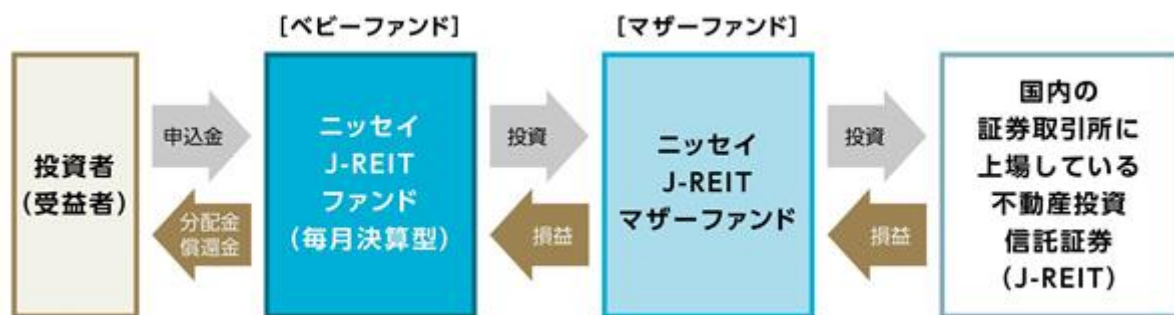 [ベビーファンド]
[マザーファンド]
投資者
(受益者)
申込金
分配金
償還金
ニッセイ
J-REIT
ファンド
(毎月決算型)
投資
損益
ニッセイ
J-REIT
マザーファンド
投資
損益
国内の
証券取引所に
上場している
不動産投資
信託証券
(J-REIT)